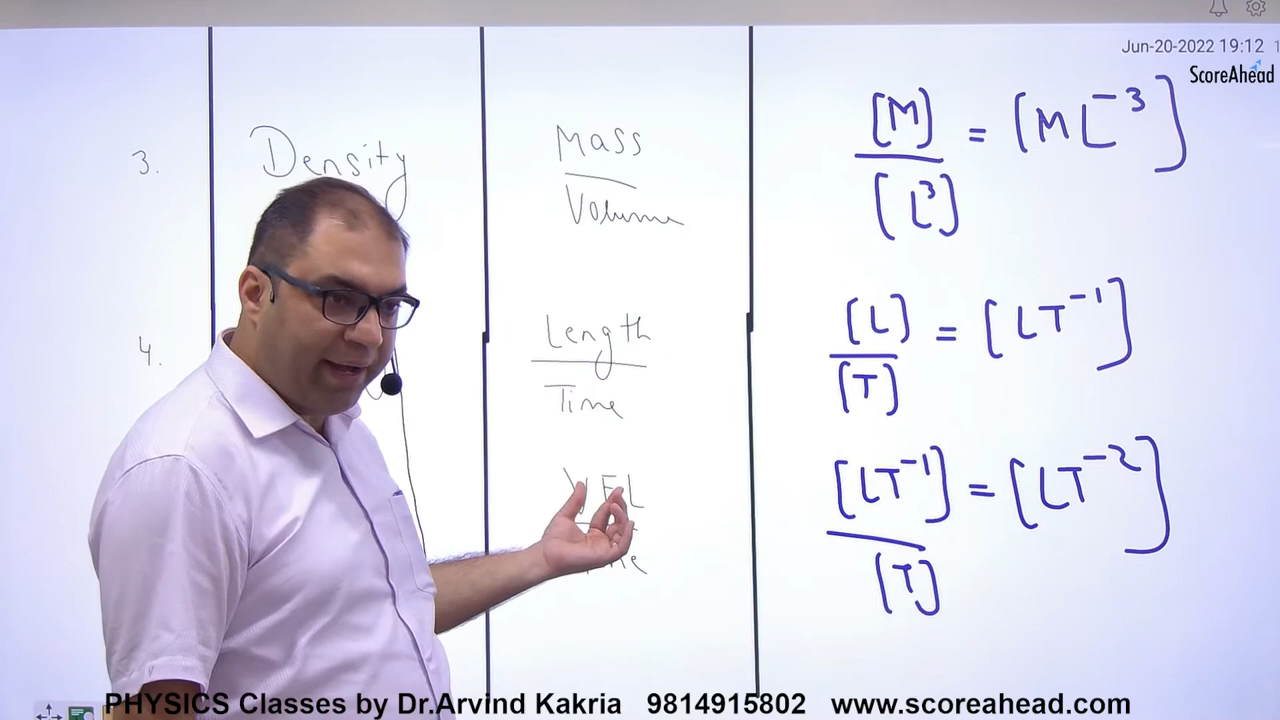 Jun-20-2022 19:12
ScoreAhead
3. Density Mass / Volume [M] / [L³] = [ML⁻³]
4. Length / Time [L] / [T] = [LT⁻¹]
VEL [LT⁻¹] / [T] = [LT⁻²]
PHYSICS Classes by Dr.Arvind Kakria 9814915802 www.scoreahead.com